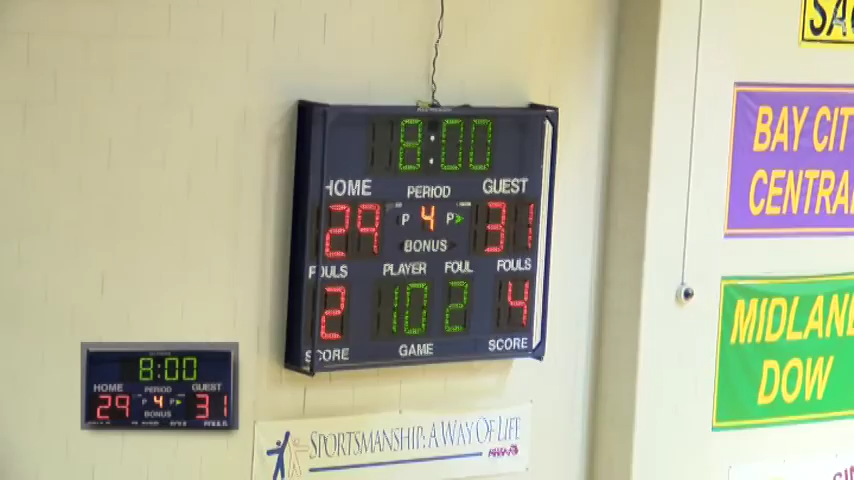 8:00
HOME PERIOD GUEST
29 P 4 P 31
BONUS
FOULS PLAYER FOUL FOULS
2 10 2 4
SCORE GAME SCORE
8:00
HOME PERIOD GUEST
29 P 4 P 31
BONUS
SPORTSMANSHIP: A WAY OF LIFE
BAY CIT
CENTRA
MIDLAN
DOW